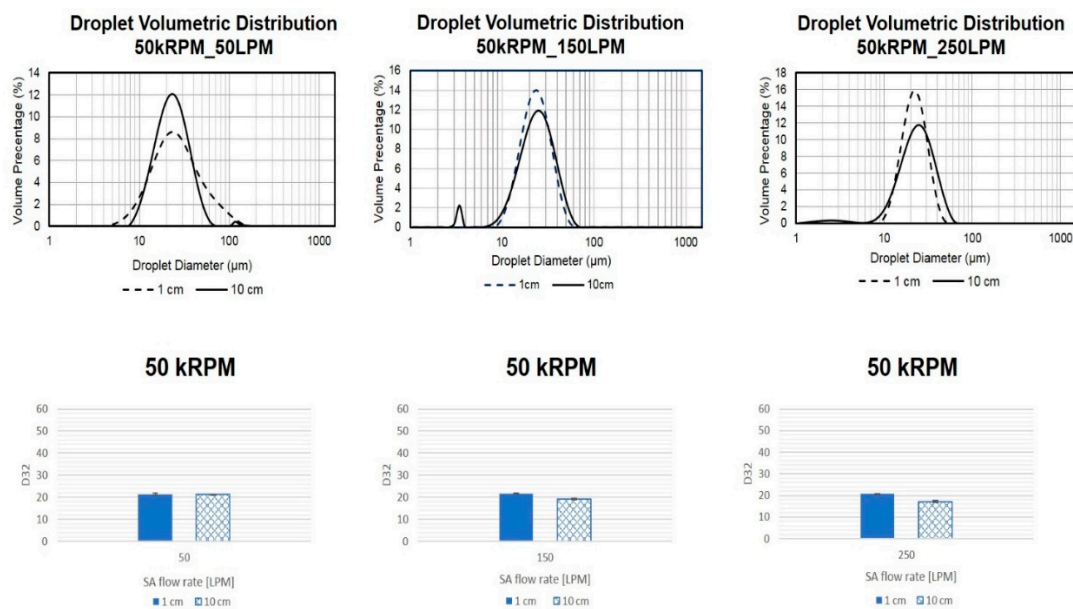 Droplet Volumetric Distribution
50kRPM_50LPM
Volume Precentage (%)
14
12
10
8
6
4
2
0
1 10 100 1000
Droplet Diameter (µm)
1 cm 10 cm
Droplet Volumetric Distribution
50kRPM_150LPM
Volume Precentage (%)
16
14
12
10
8
6
4
2
0
1 10 100 1000
Droplet Diameter (µm)
1cm 10cm
Droplet Volumetric Distribution
50kRPM_250LPM
Volume Precentage (%)
18
16
14
12
10
8
6
4
2
0
1 10 100 1000
Droplet Diameter (µm)
1 cm 10 cm
50 kRPM
D32
60
50
40
30
20
10
0
50
SA flow rate [LPM]
1 cm 10 cm
50 kRPM
D32
60
50
40
30
20
10
0
150
SA flow rate [LPM]
1 cm 10 cm
50 kRPM
D32
60
50
40
30
20
10
0
250
SA flow rate [LPM]
1 cm 10 cm